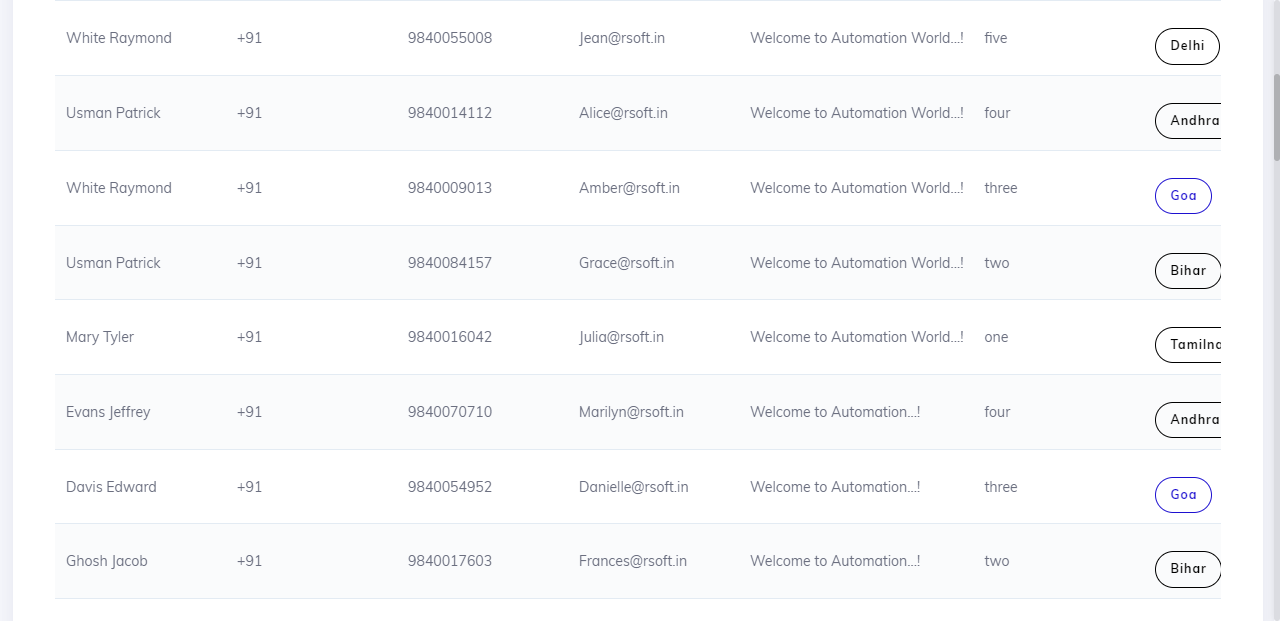 White Raymond +91 9840055008 Jean@rsoft.in Welcome to Automation World...! five Delhi
Usman Patrick +91 9840014112 Alice@rsoft.in Welcome to Automation World...! four Andhra
White Raymond +91 9840009013 Amber@rsoft.in Welcome to Automation World...! three Goa
Usman Patrick +91 9840084157 Grace@rsoft.in Welcome to Automation World...! two Bihar
Mary Tyler +91 9840016042 Julia@rsoft.in Welcome to Automation World...! one
Evans Jeffrey +91 9840070710 Marilyn@rsoft.in Welcome to Automation...! four Andhra
Davis Edward +91 9840054952 Danielle@rsoft.in Welcome to Automation...! three Goa
Ghosh Jacob +91 9840017603 Frances@rsoft.in Welcome to Automation...! two Bihar